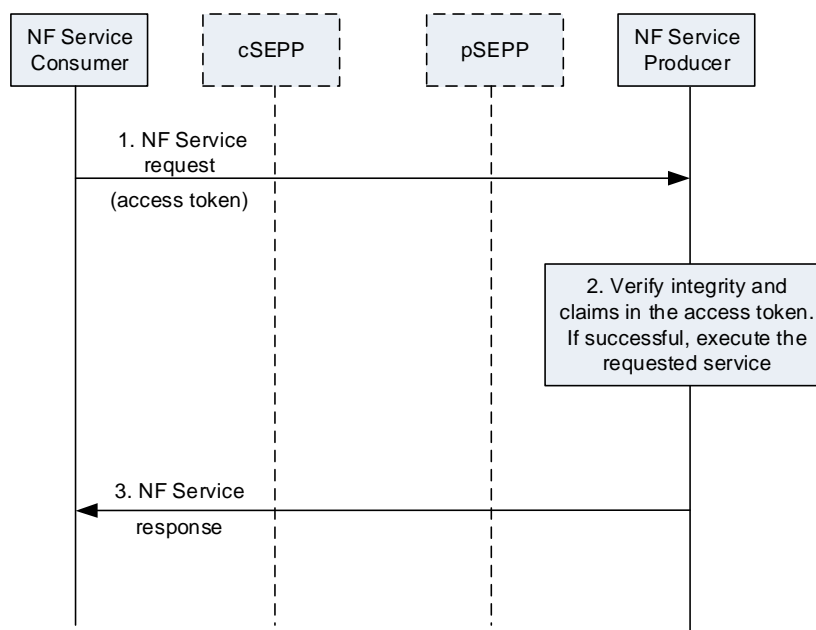 NF Service
Consumer
cSEPP
pSEPP
NF Service
Producer
1. NF Service
request
(access token)
2. Verify integrity and
claims in the access token.
If successful, execute the
requested service
3. NF Service
response